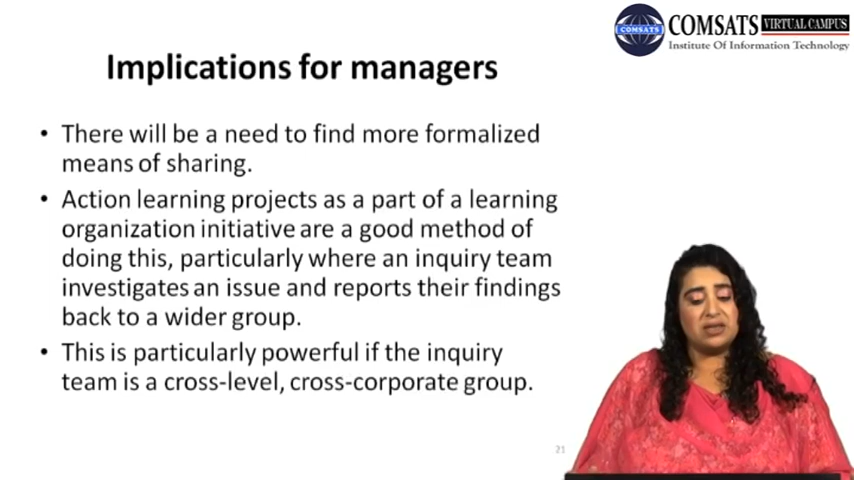 COMSATS VIRTUAL CAMPUS
COMSATS
Institute Of Information Technology
Implications for managers
• There will be a need to find more formalized
means of sharing.
• Action learning projects as a part of a learning
organization initiative are a good method of
doing this, particularly where an inquiry team
investigates an issue and reports their findings
back to a wider group.
• This is particularly powerful if the inquiry
team is a cross-level, cross-corporate group.
21